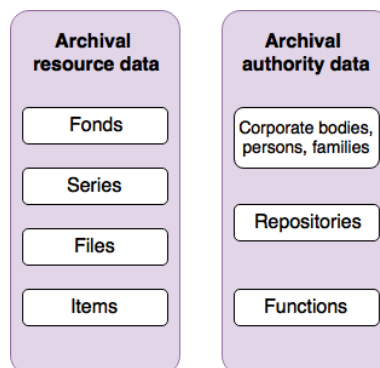 Archival
resource data
Fonds
Series
Files
Items
Archival
authority data
Corporate bodies,
persons, families
Repositories
Functions